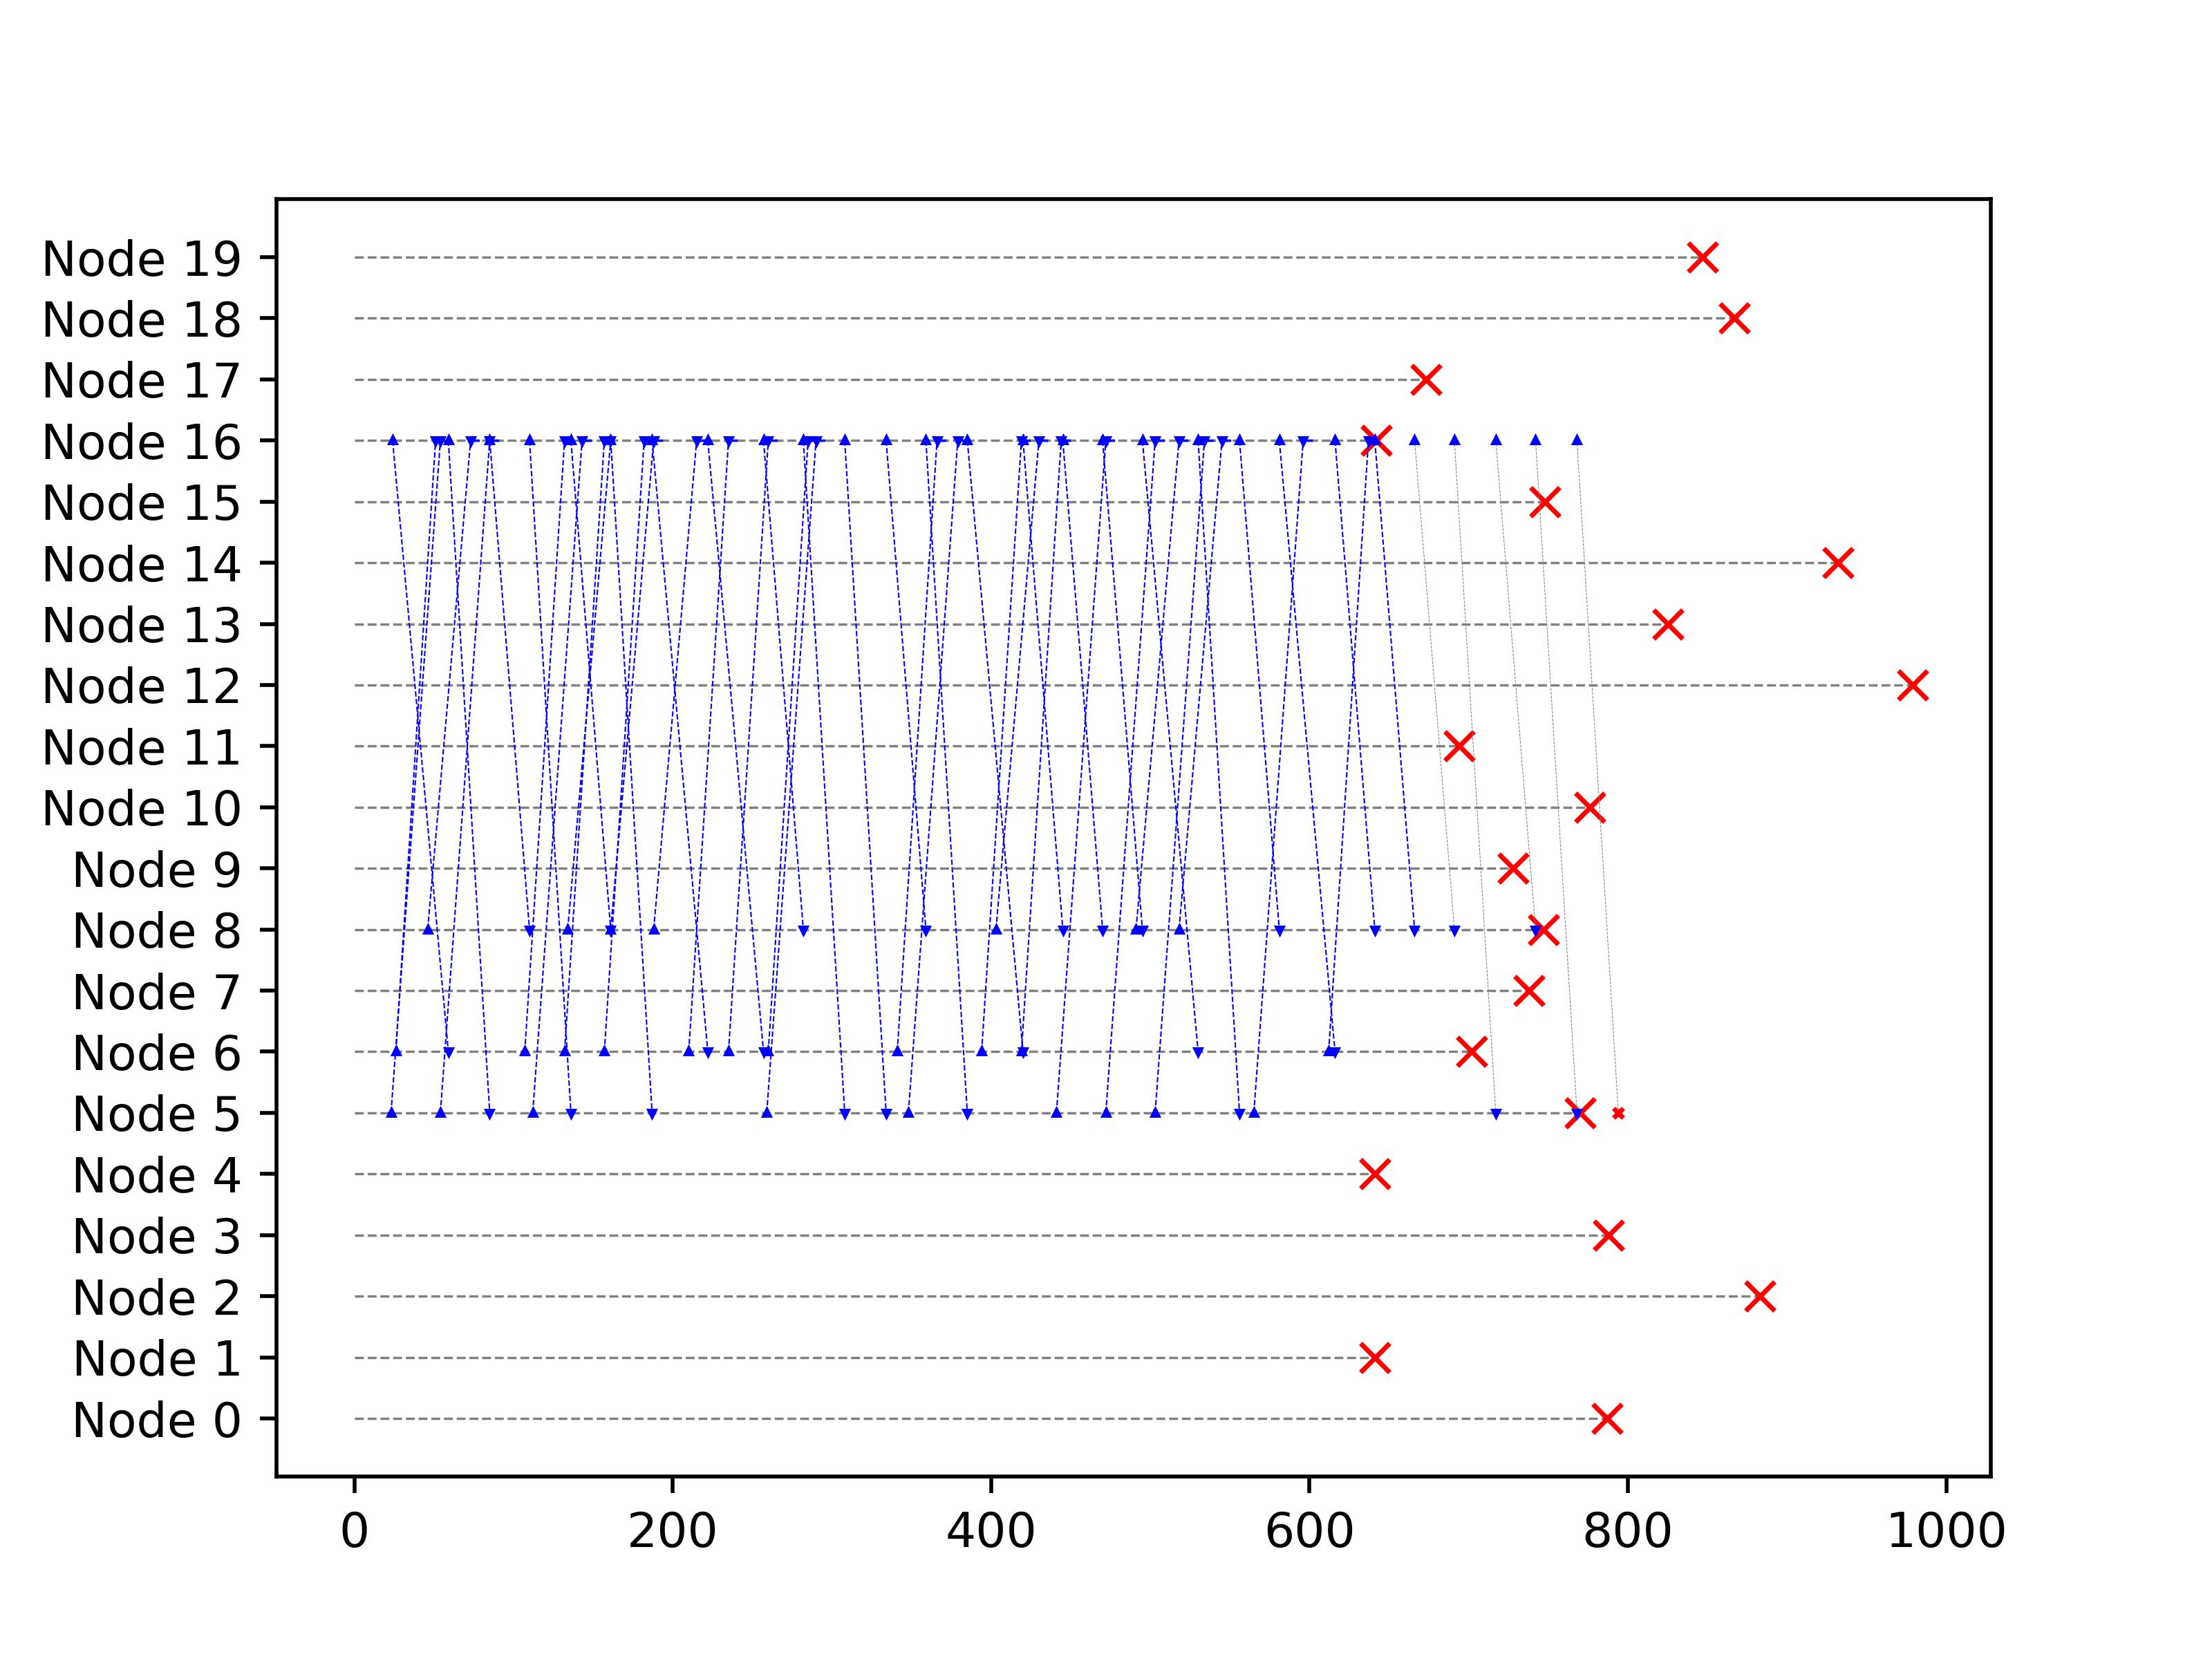 Node 19
Node 18
Node 17
Node 16
Node 15
Node 14
Node 13
Node 12
Node 11
Node 10
Node 9
Node 8
Node 7
Node 6
Node 5
Node 4
Node 3
Node 2
Node 1
Node 0
0 200 400 600 800 1000